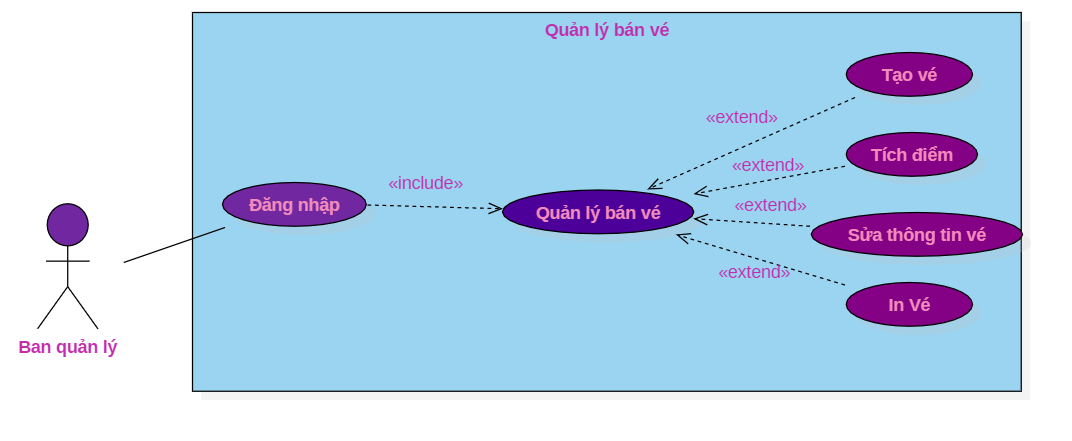 Quản lý bán vé
Tạo vé
«extend»
Tích điểm
«extend»
«include»
Đăng nhập
Quản lý bán vé
«extend»
Sửa thông tin vé
«extend»
In Vé
Ban quản lý